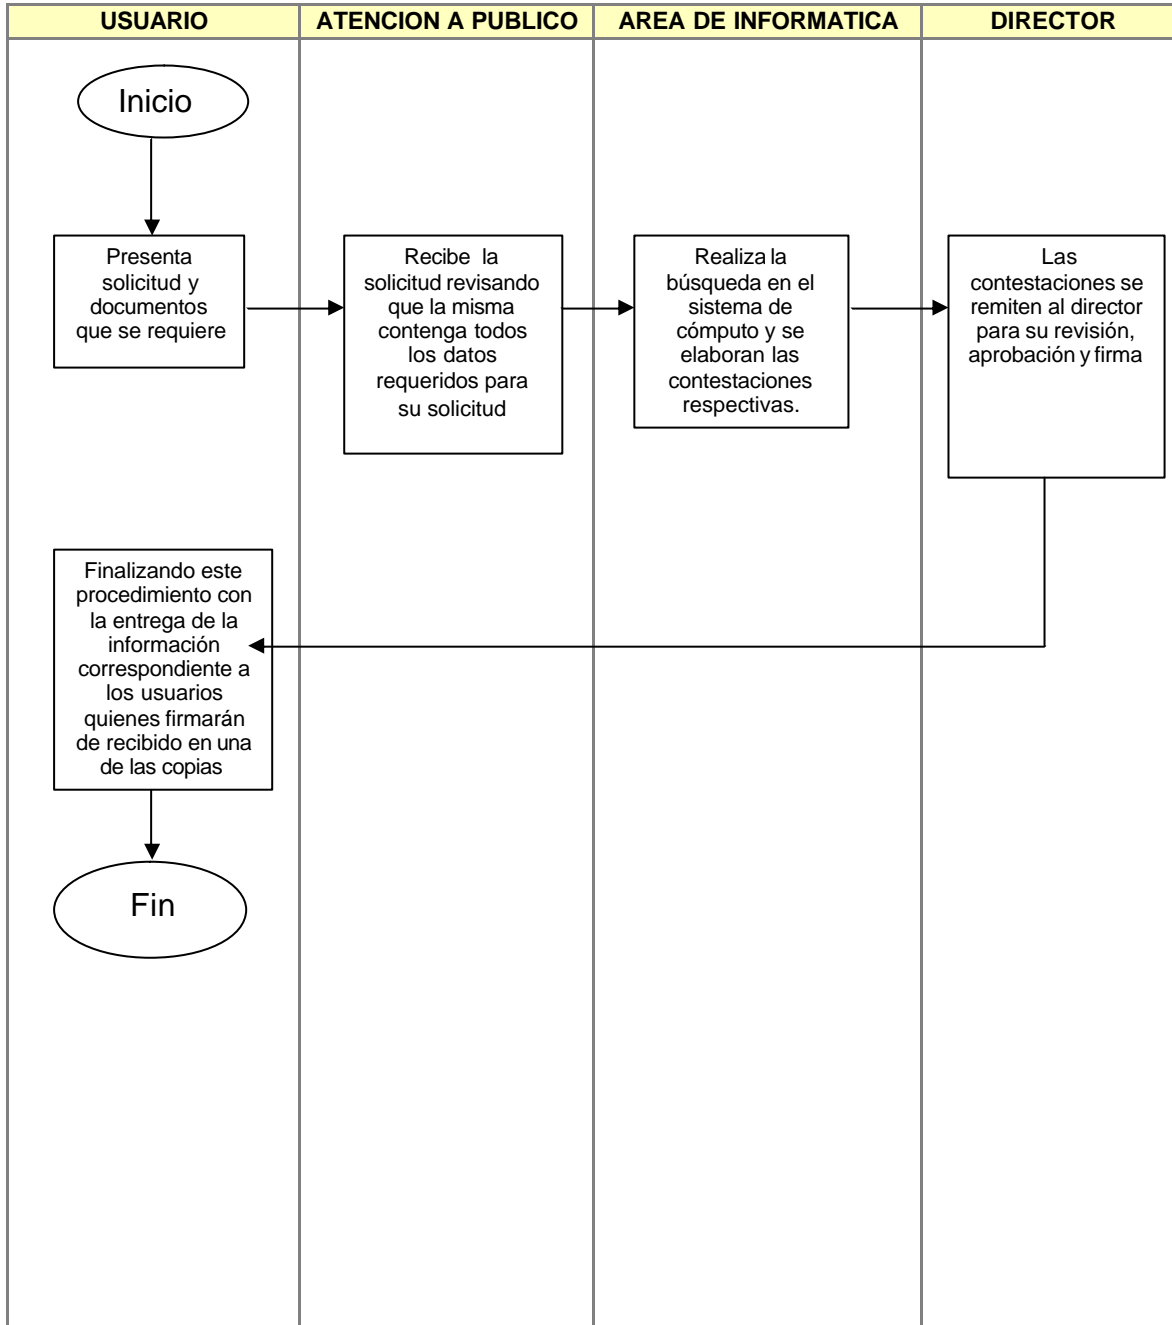 USUARIO
ATENCION A PUBLICO
AREA DE INFORMATICA
DIRECTOR
Inicio
Presenta
solicitud y
documentos
que se requiere
Recibe la
solicitud revisando
que la misma
contenga todos
los datos
requeridos para
su solicitud
Realiza la
búsqueda en el
sistema de
cómputo y se
elaboran las
contestaciones
respectivas.
Las
contestaciones se
remiten al director
para su revisión,
aprobación y firma
Finalizando este
procedimiento con
la entrega de la
información
correspondiente a
los usuarios
quienes firmarán
de recibido en una
de las copias
Fin